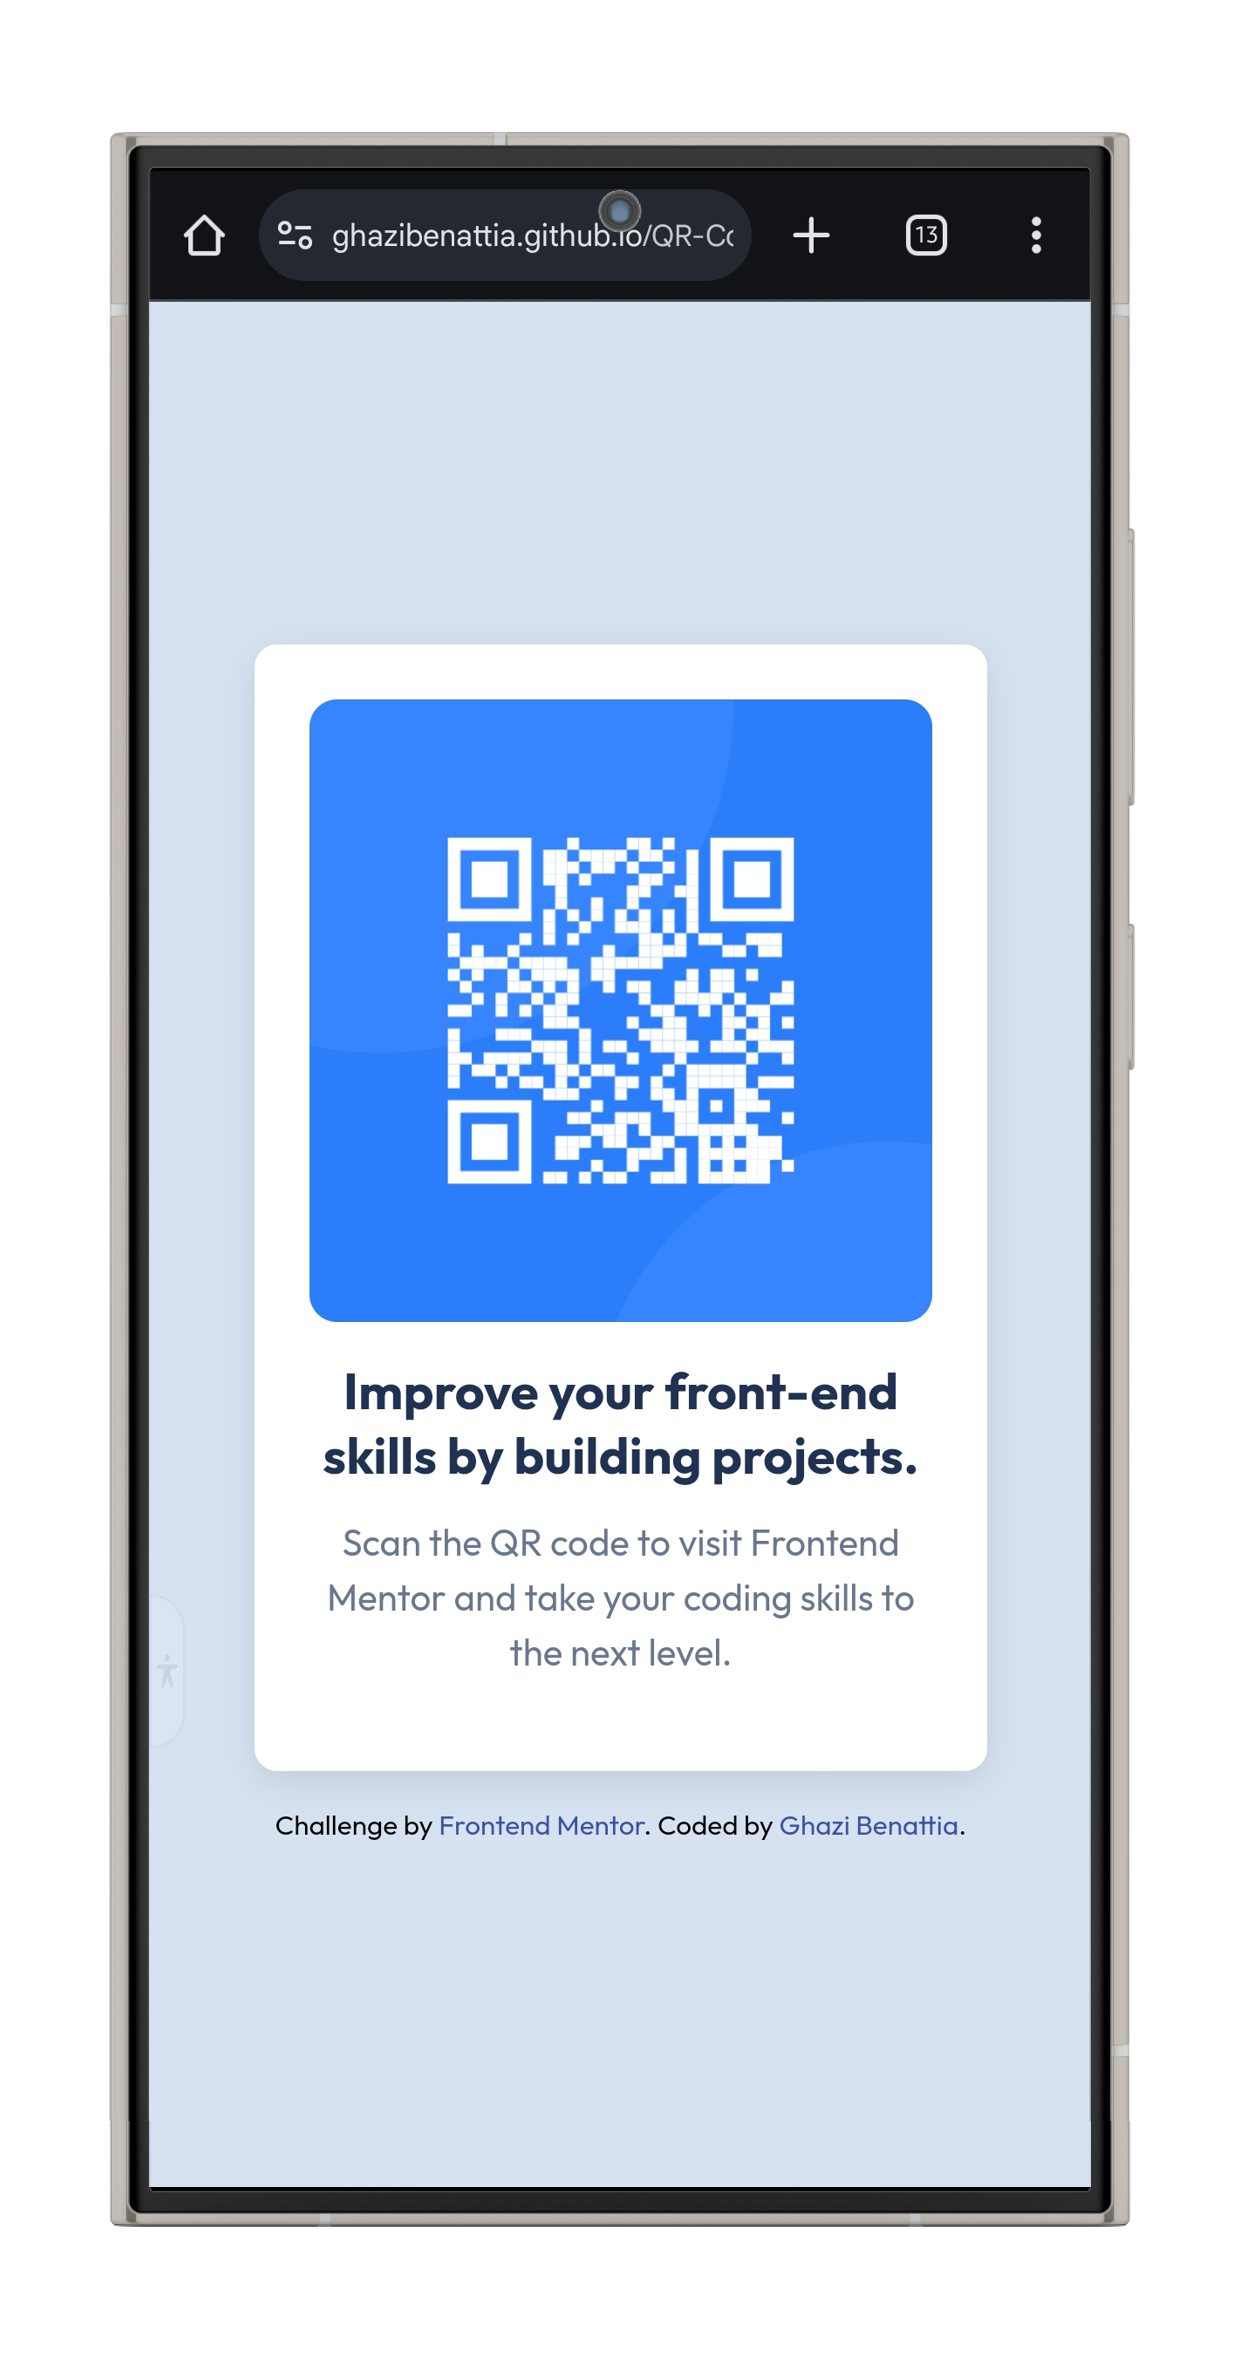 ghazibenattia.github.io/QR-Co
13
Improve your front-end
skills by building projects.
Scan the QR code to visit Frontend
Mentor and take your coding skills to
the next level.
Challenge by Frontend Mentor. Coded by Ghazi Benattia.